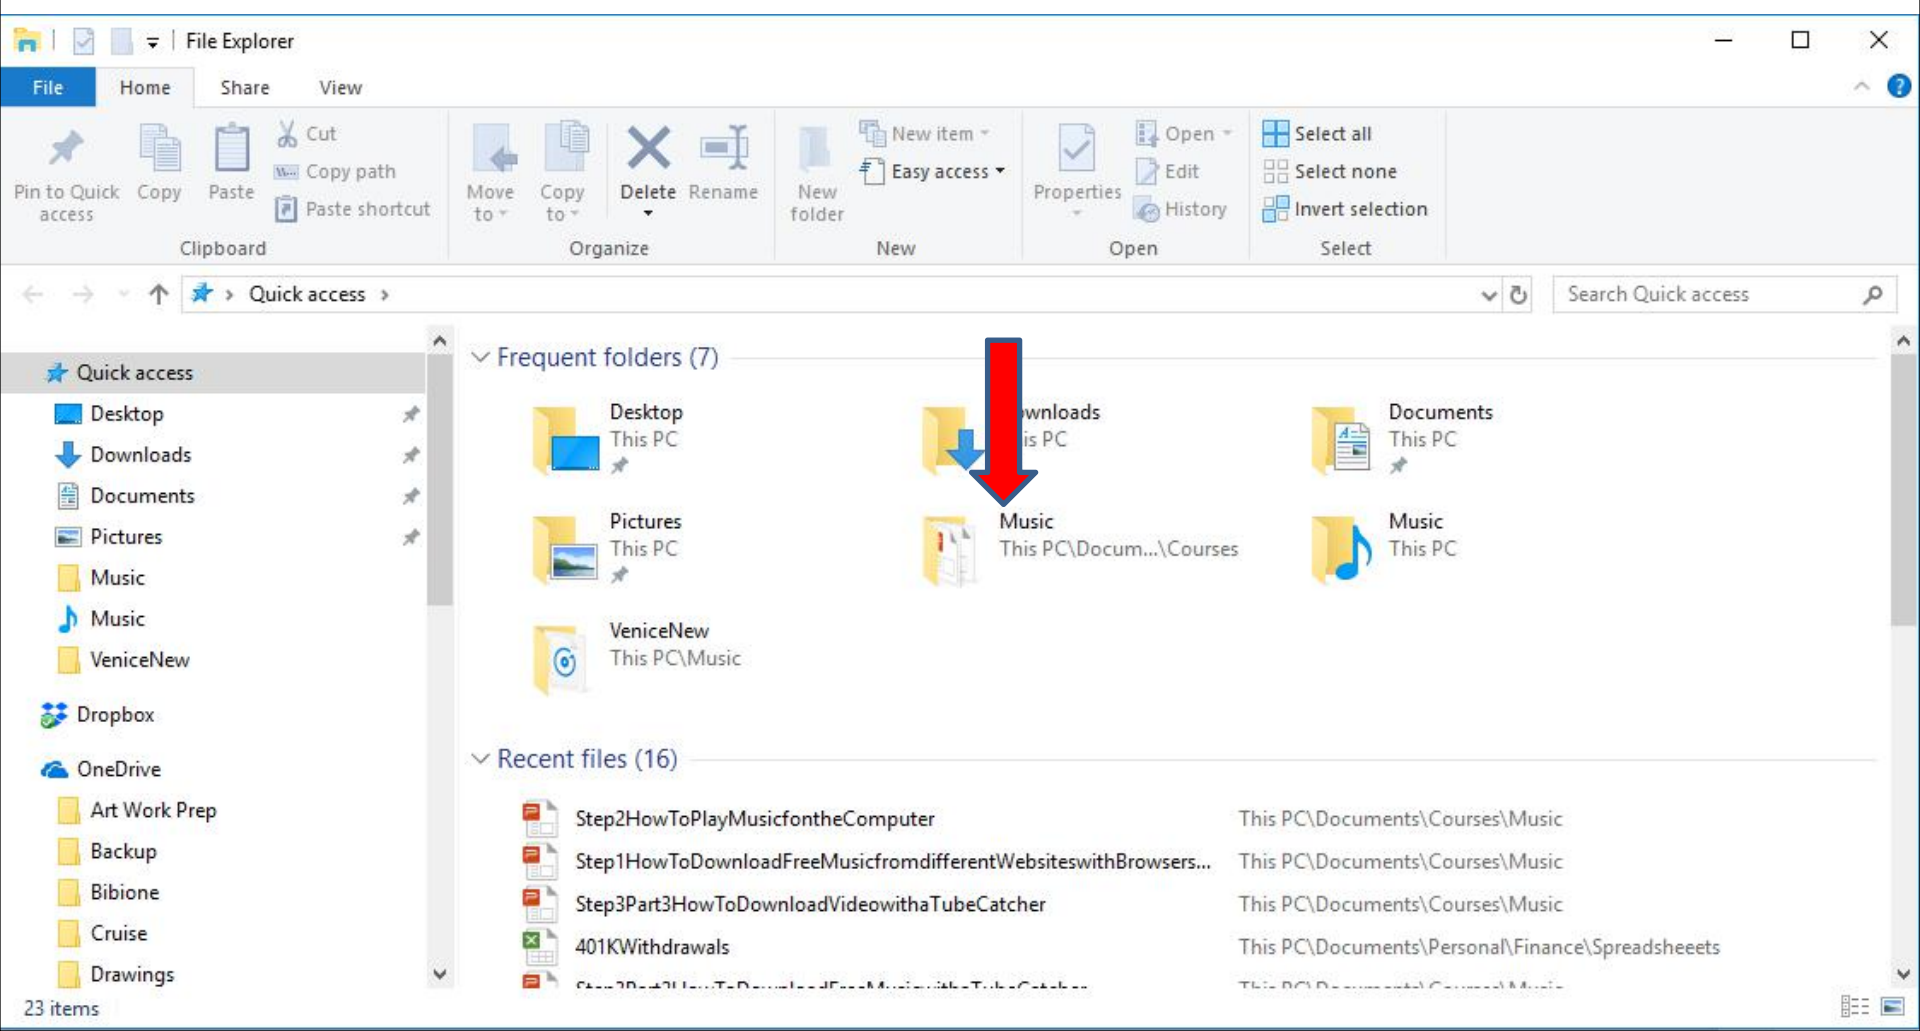 File Explorer
File Home Share View
Pin to Quick access
Copy
Paste
Cut
Copy path
Paste shortcut
Clipboard
Move to
Copy to
Delete
Rename
Organize
New folder
New item
Easy access
New
Properties
Open
Edit
History
Open
Select all
Select none
Invert selection
Select
Quick access
Search Quick access
Quick access
Desktop
Downloads
Documents
Pictures
Music
Music
VeniceNew
Dropbox
OneDrive
Art Work Prep
Backup
Bibione
Cruise
Drawings
Frequent folders (7)
Desktop
This PC
wnloads
is PC
Documents
This PC
Pictures
This PC
Music
This PC\Docum...\Courses
Music
This PC
VeniceNew
This PC\Music
Recent files (16)
Step2HowToPlayMusicfontheComputer This PC\Documents\Courses\Music
Step1HowToDownloadFreeMusicfromdifferentWebsiteswithBrowsers... This PC\Documents\Courses\Music
Step3Part3HowToDownloadVideowithaTubeCatcher This PC\Documents\Courses\Music
401KWithdrawals This PC\Documents\Personal\Finance\Spreadsheeets
23 items